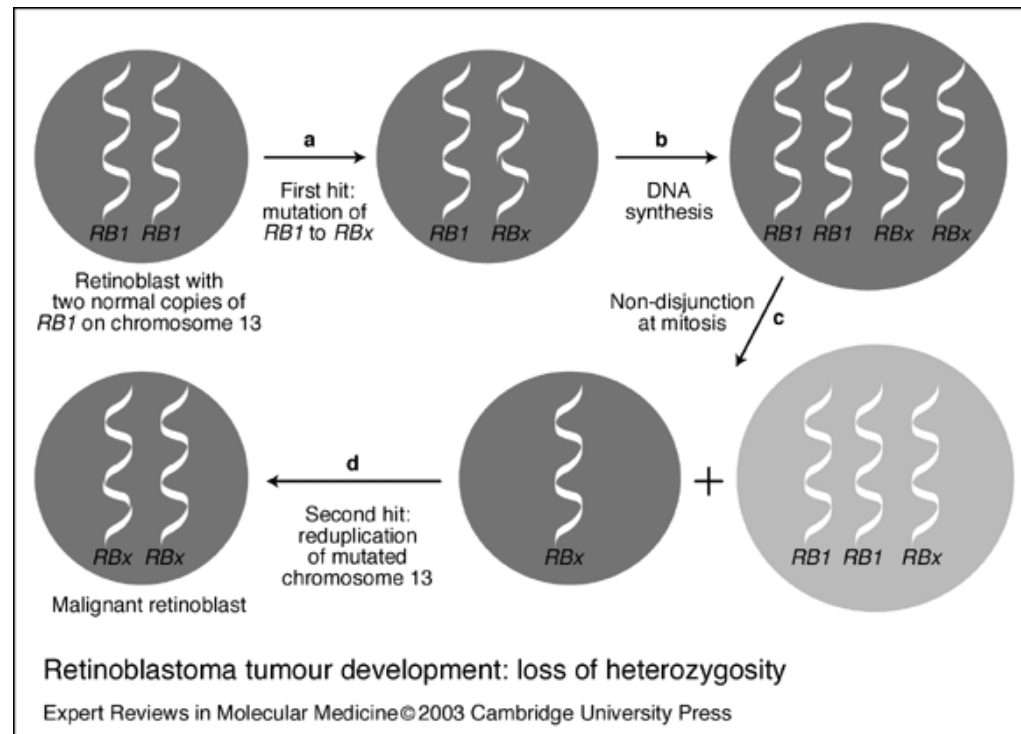 a
First hit:
mutation of
RB1 to RBx
b
DNA
synthesis
RB1 RB1
Retinoblast with
two normal copies of
RB1 on chromosome 13
RB1 RBx
RB1 RB1 RBx RBx
Non-disjunction
at mitosis
c
RBx RBx
Malignant retinoblast
d
Second hit:
reduplication
of mutated
chromosome 13
RBx
+
RB1 RB1 RBx
Retinoblastoma tumour development: loss of heterozygosity
Expert Reviews in Molecular Medicine©2003 Cambridge University Press